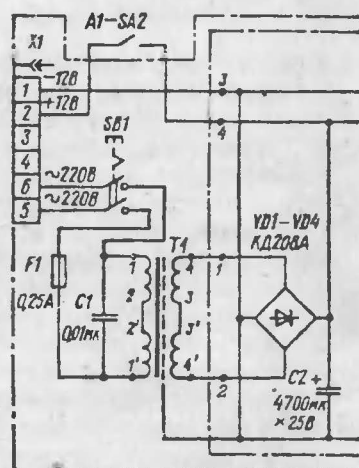 A1-SA2
X1
-12В
3
1
+12В
2
4
3
SB1
4
~220В
6
~220В
5
VD1-VD4
КД208А
T1
F1
1
4
1
0,25А
C1
2
3
0,01мк
2'
3'
1'
4'
2
C2 +
4700мк
×25В